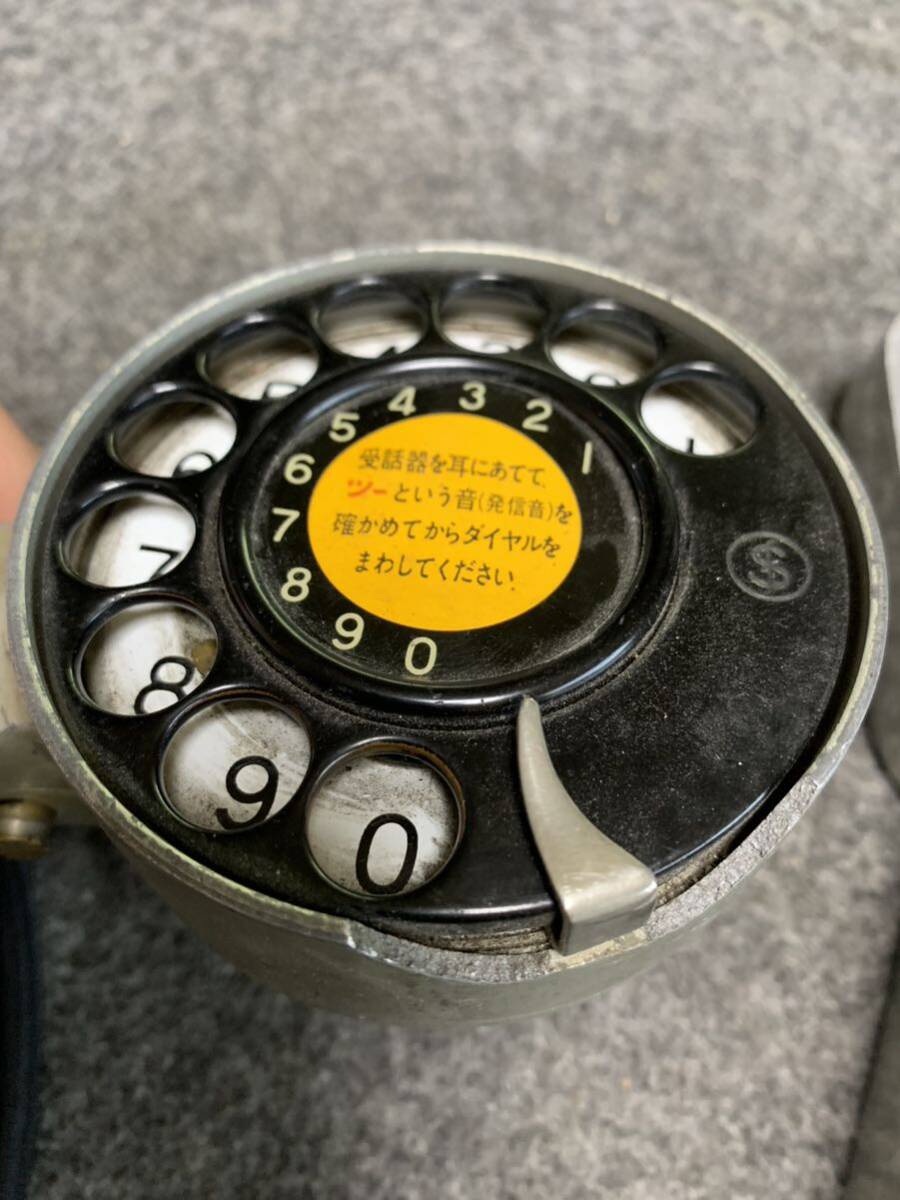 受話器を耳にあてて、
ツーという音(発信音)を
確かめてからダイヤルを
まわしてください
1
2
3
4
5
6
7
8
9
0
7
8
9
0
S